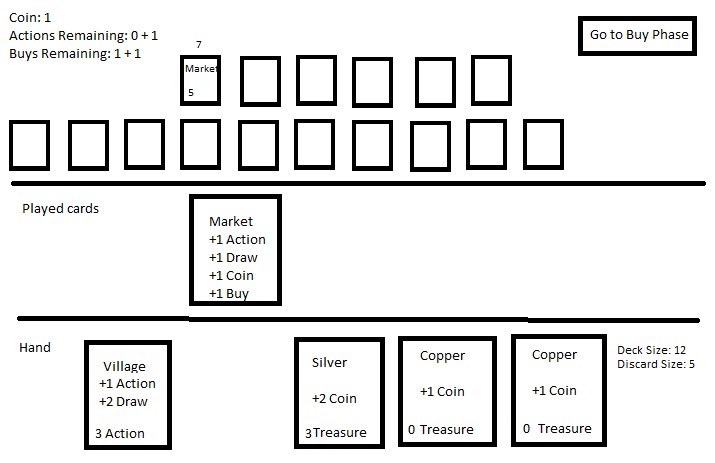 Coin: 1
Actions Remaining: 0 + 1
Buys Remaining: 1 + 1
Go to Buy Phase
7
Market
5
Played cards
Market
+1 Action
+1 Draw
+1 Coin
+1 Buy
Hand
Village
+1 Action
+2 Draw
3 Action
Silver
+2 Coin
3 Treasure
Copper
+1 Coin
0 Treasure
Copper
+1 Coin
0 Treasure
Deck Size: 12
Discard Size: 5